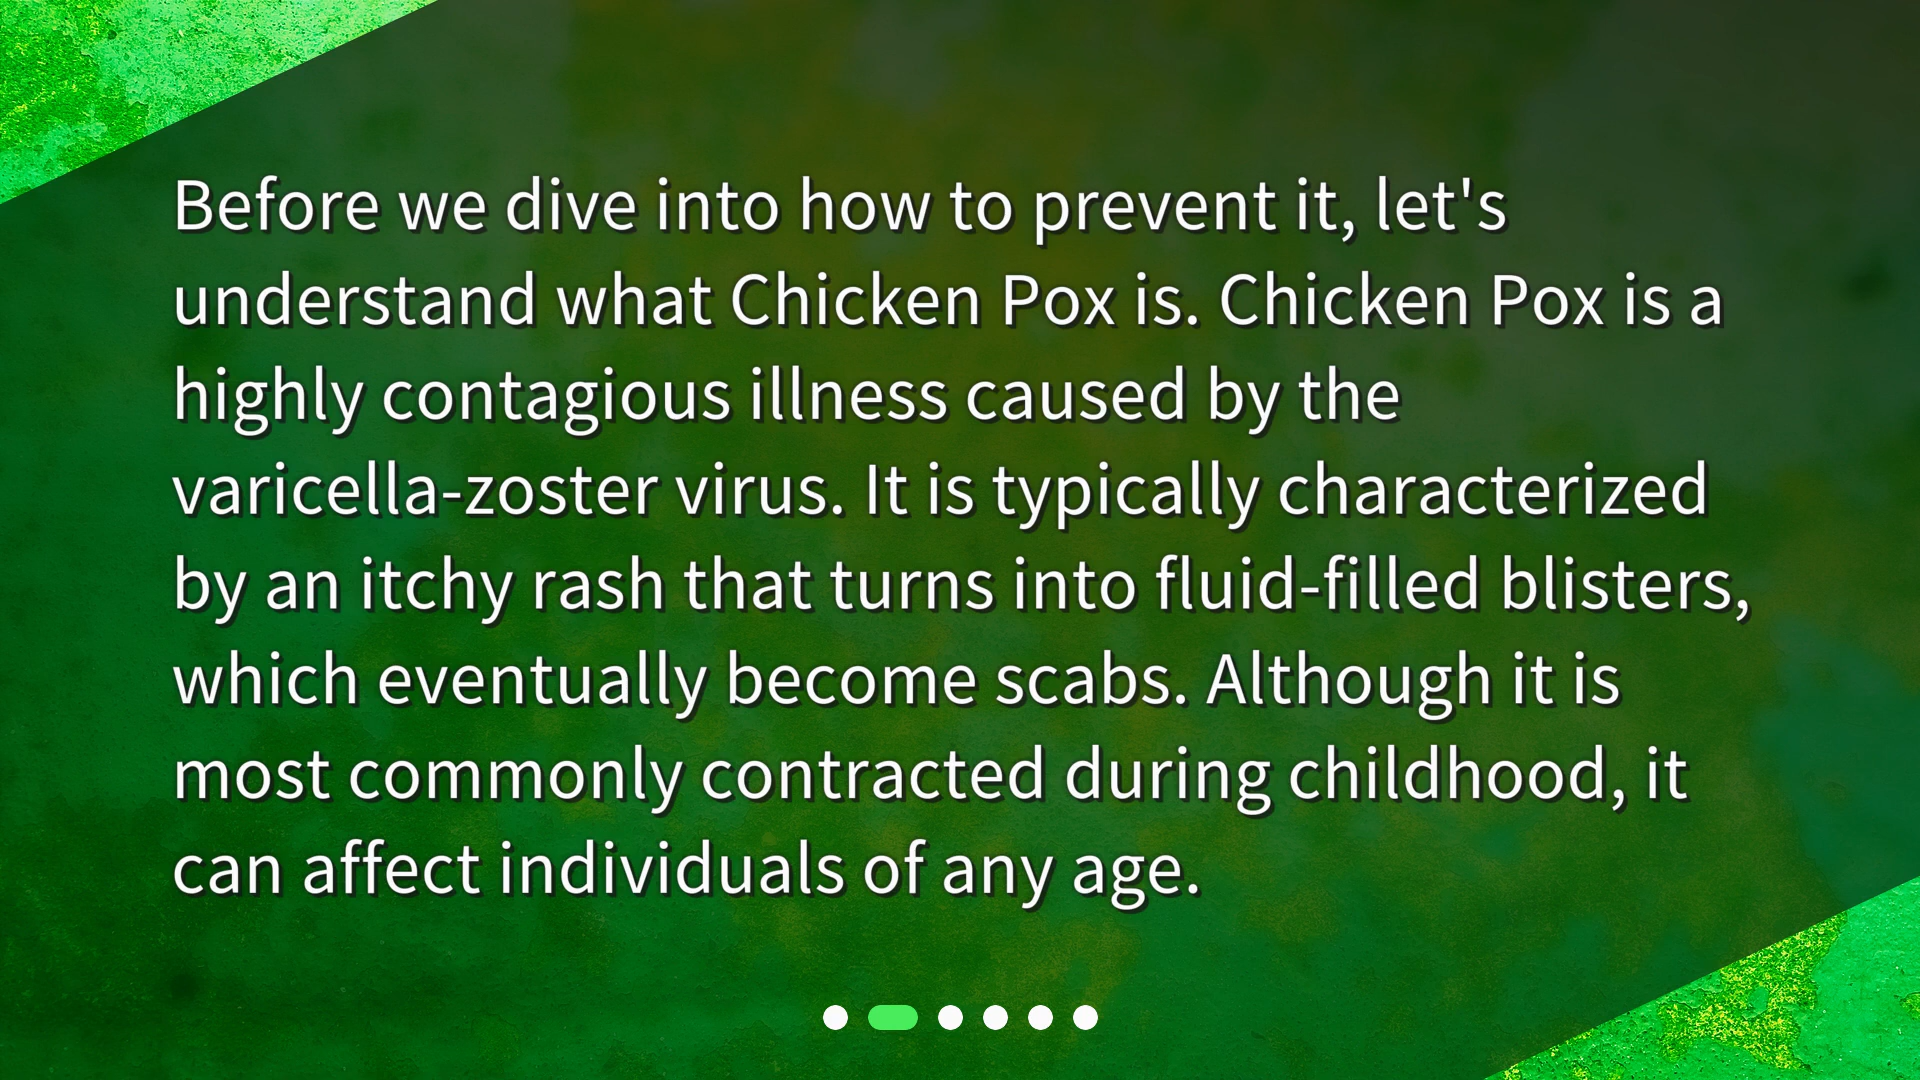 Before we dive into how to prevent it, let's
understand what Chicken Pox is. Chicken Pox is a
highly contagious illness caused by the
varicella-zoster virus. It is typically characterized
by an itchy rash that turns into fluid-filled blisters,
which eventually become scabs. Although it is
most commonly contracted during childhood, it
can affect individuals of any age.